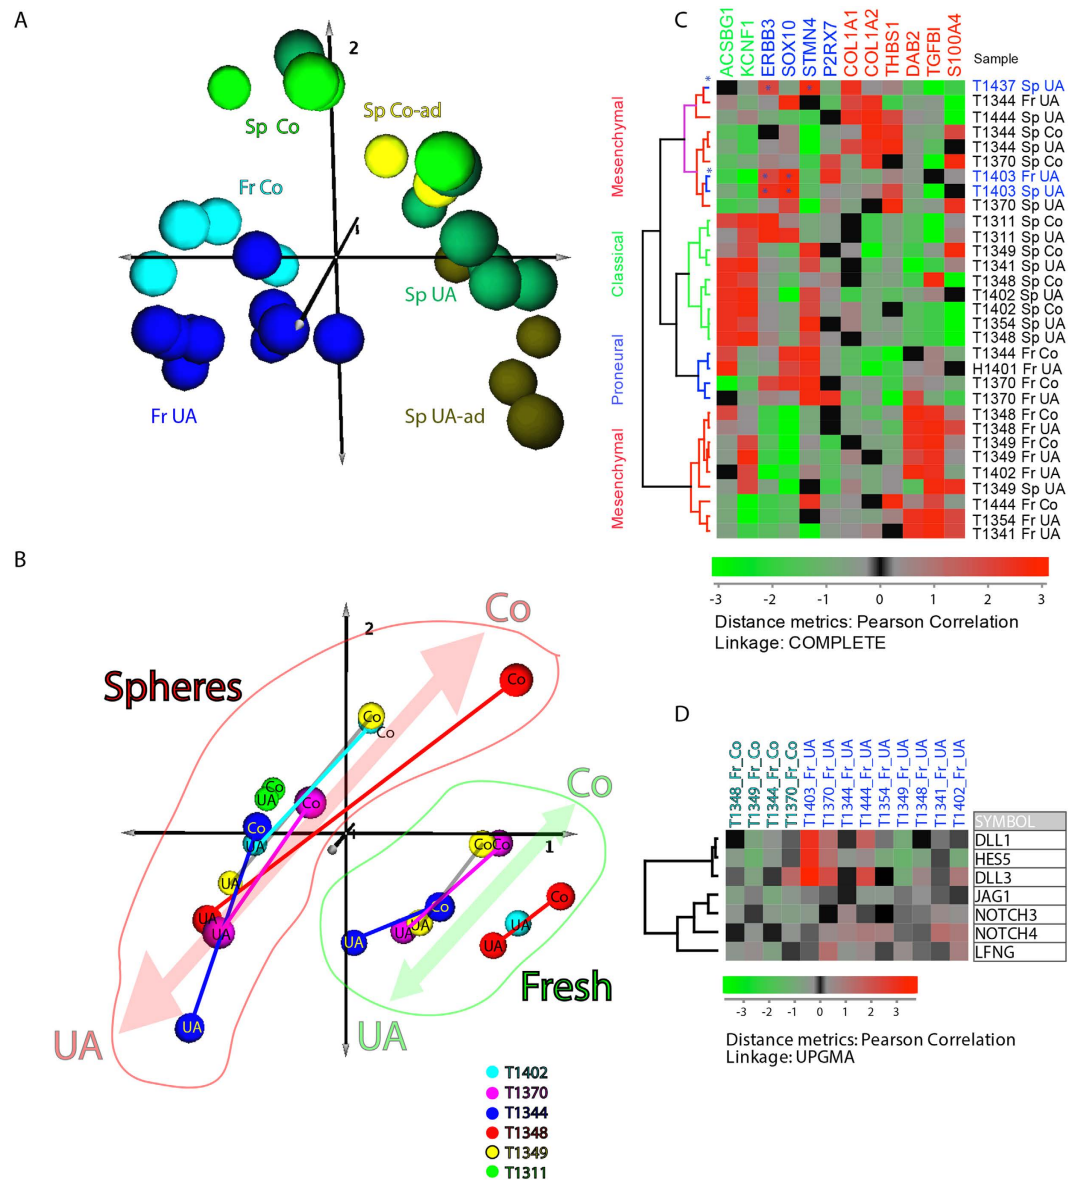 A
2
1
Sp Co
Sp Co-ad
Fr Co
Sp UA
Fr UA
Sp UA-ad
C
ACSBG1
KCNF1
ERBB3
SOX10
STMN4
P2RX7
COL1A1
COL1A2
THBS1
DAB2
TGFBI
S100A4
Sample
Mesenchymal
Classical
Proneural
Mesenchymal
* * * T1437 Sp UA
T1344 Fr UA
T1444 Sp UA
T1344 Sp Co
T1344 Sp UA
T1370 Sp Co
* * * T1403 Fr UA
* * T1403 Sp UA
T1370 Sp UA
T1311 Sp Co
T1311 Sp UA
T1349 Sp Co
T1341 Sp UA
T1348 Sp Co
T1402 Sp UA
T1402 Sp Co
T1354 Sp UA
T1348 Sp UA
T1344 Fr Co
H1401 Fr UA
T1370 Fr Co
T1370 Fr UA
T1348 Fr Co
T1348 Fr UA
T1349 Fr Co
T1349 Fr UA
T1402 Fr UA
T1349 Sp UA
T1444 Fr Co
T1354 Fr UA
T1341 Fr UA
-3 -2 -1 0 1 2 3
Distance metrics: Pearson Correlation
Linkage: COMPLETE
B
2
1
Co
Spheres
Co
Co
Co
Co
UA
Co
Co
UA
UA
UA
UA
UA
UA
Co
Co
Co
Co
Co
UA
UA
UA
UA
UA
Fresh
UA
T1402
T1370
T1344
T1348
T1349
T1311
D
T1348_Fr_Co
T1349_Fr_Co
T1344_Fr_Co
T1370_Fr_Co
T1403_Fr_UA
T1370_Fr_UA
T1344_Fr_UA
T1444_Fr_UA
T1354_Fr_UA
T1349_Fr_UA
T1348_Fr_UA
T1341_Fr_UA
T1402_Fr_UA
SYMBOL
DLL1
HES5
DLL3
JAG1
NOTCH3
NOTCH4
LFNG
-3 -2 -1 0 1 2 3
Distance metrics: Pearson Correlation
Linkage: UPGMA